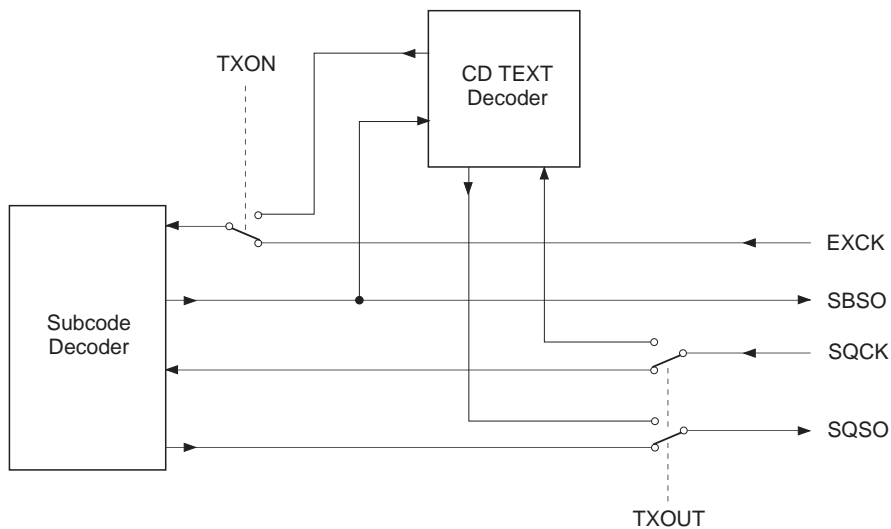 TXON
CD TEXT
Decoder
EXCK
SBSO
Subcode
Decoder
SQCK
SQSO
TXOUT